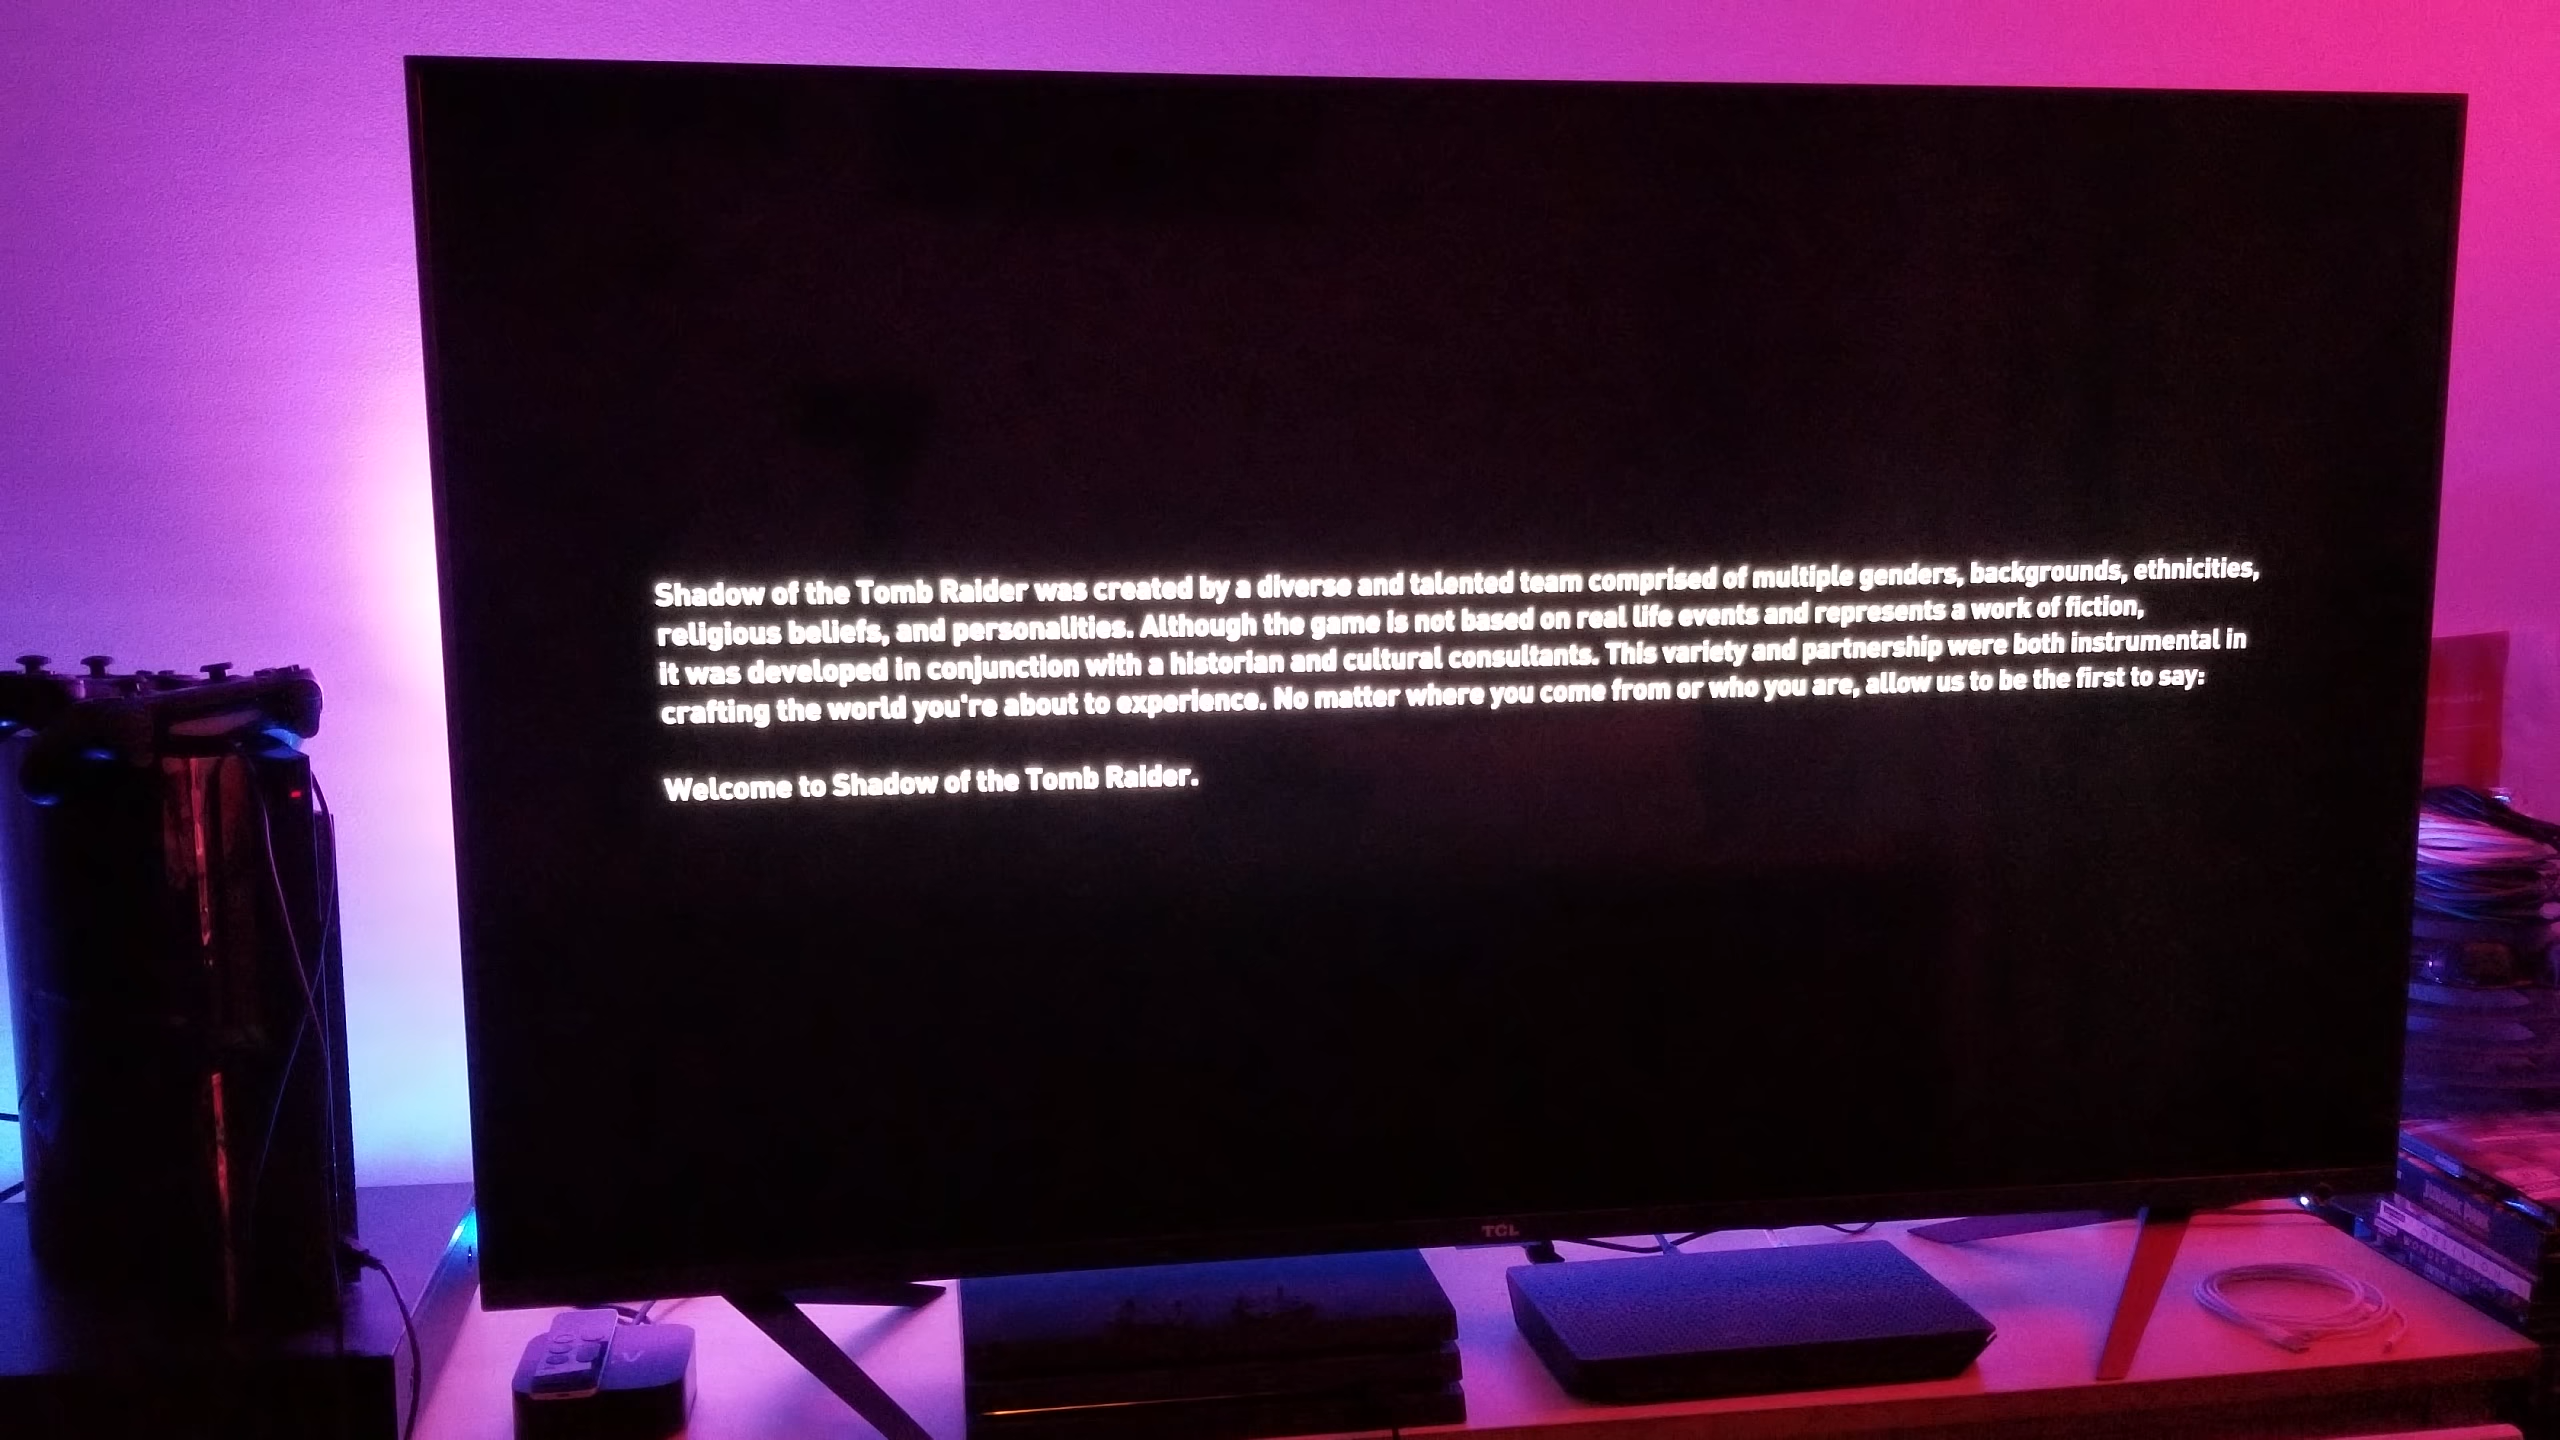 Shadow of the Tomb Raider was created by a diverse and talented team comprised of multiple genders, backgrounds, ethnicities,
religious beliefs, and personalities. Although the game is not based on real life events and represents a work of fiction,
it was developed in conjunction with a historian and cultural consultants. This variety and partnership were both instrumental in
crafting the world you're about to experience. No matter where you come from or who you are, allow us to be the first to say:
Welcome to Shadow of the Tomb Raider.
TCL